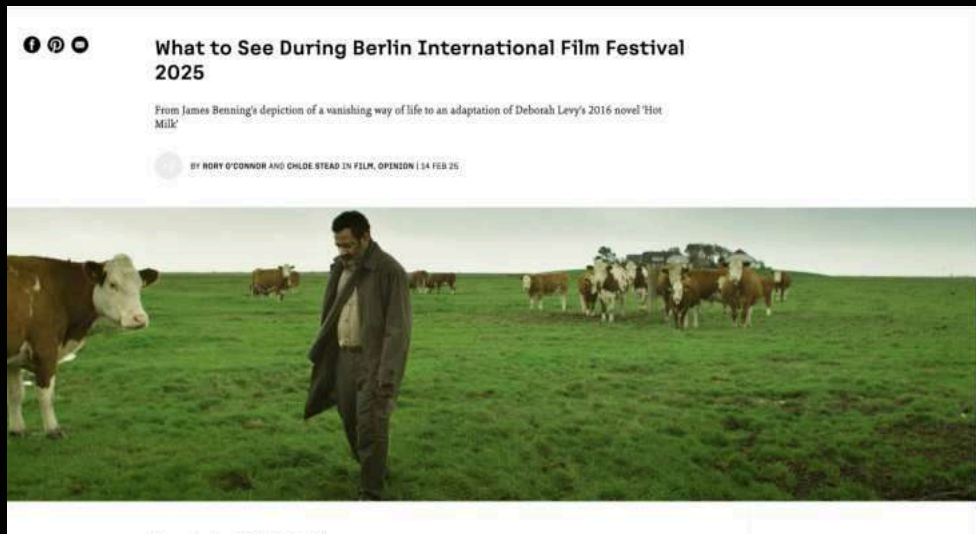 What to See During Berlin International Film Festival
2025
From James Benning's depiction of a vanishing way of life to an adaptation of Deborah Levy's 2016 novel 'Hot
Milk'
BY RORY O'CONNOR AND CHLOE STEAD IN FILM, OPINION | 14 FEB 25